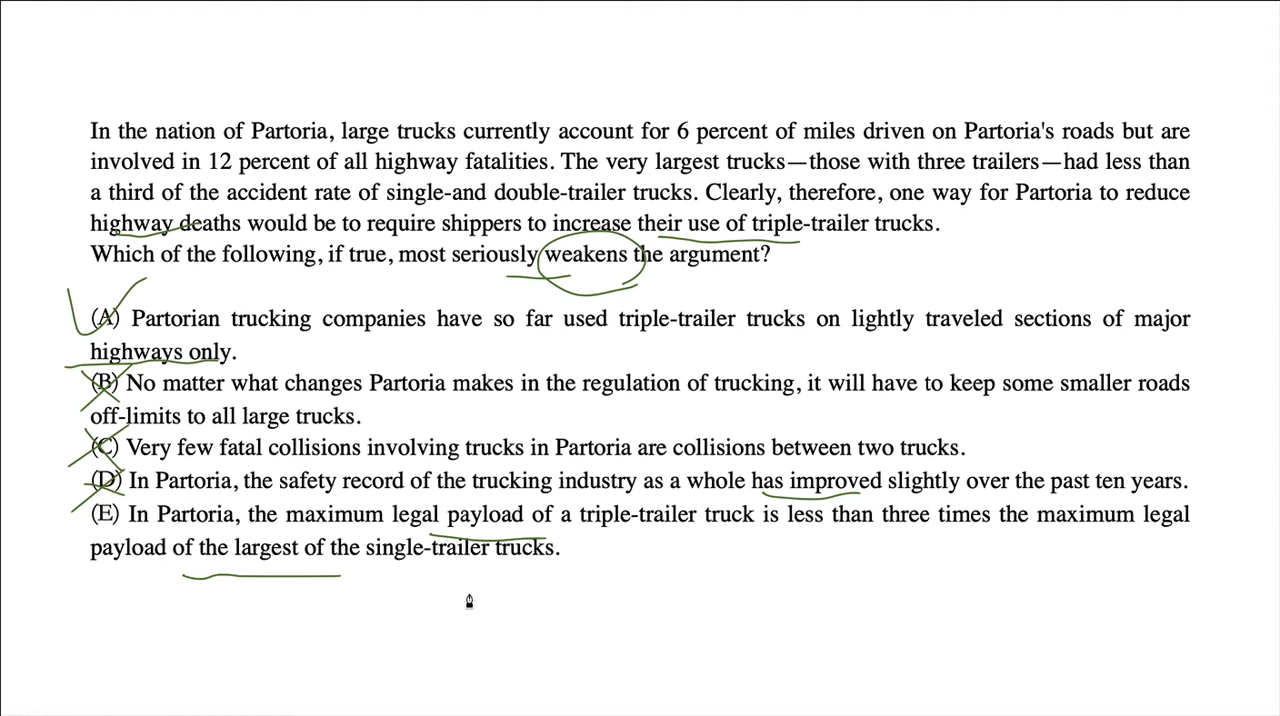 In the nation of Partoria, large trucks currently account for 6 percent of miles driven on Partoria's roads but are
involved in 12 percent of all highway fatalities. The very largest trucks—those with three trailers—had less than
a third of the accident rate of single-and double-trailer trucks. Clearly, therefore, one way for Partoria to reduce
highway deaths would be to require shippers to increase their use of triple-trailer trucks.
Which of the following, if true, most seriously weakens the argument?
(A) Partorian trucking companies have so far used triple-trailer trucks on lightly traveled sections of major
highways only.
(B) No matter what changes Partoria makes in the regulation of trucking, it will have to keep some smaller roads
off-limits to all large trucks.
(C) Very few fatal collisions involving trucks in Partoria are collisions between two trucks.
(D) In Partoria, the safety record of the trucking industry as a whole has improved slightly over the past ten years.
(E) In Partoria, the maximum legal payload of a triple-trailer truck is less than three times the maximum legal
payload of the largest of the single-trailer trucks.